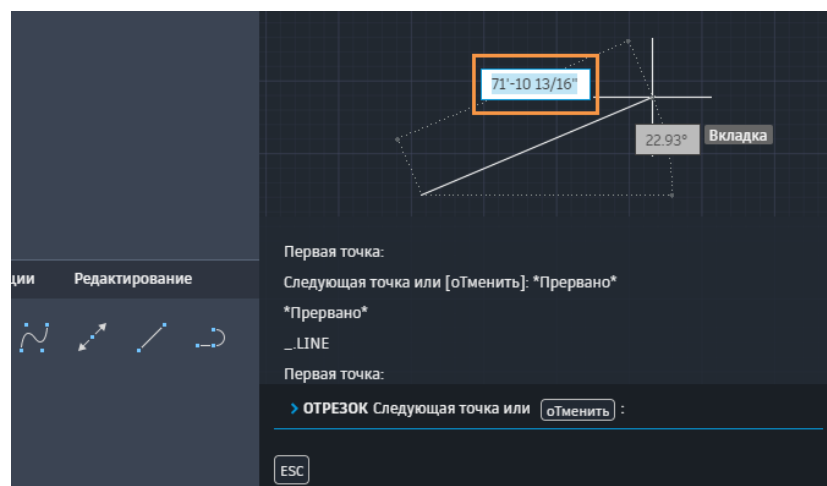 71'-10 13/16"
22.93° Вкладка
Первая точка:
ции Редактирование
Следующая точка или [оТменить]: *Прервано*
*Прервано*
_.LINE
Первая точка:
ОТРЕЗОК Следующая точка или оТменить :
ESC